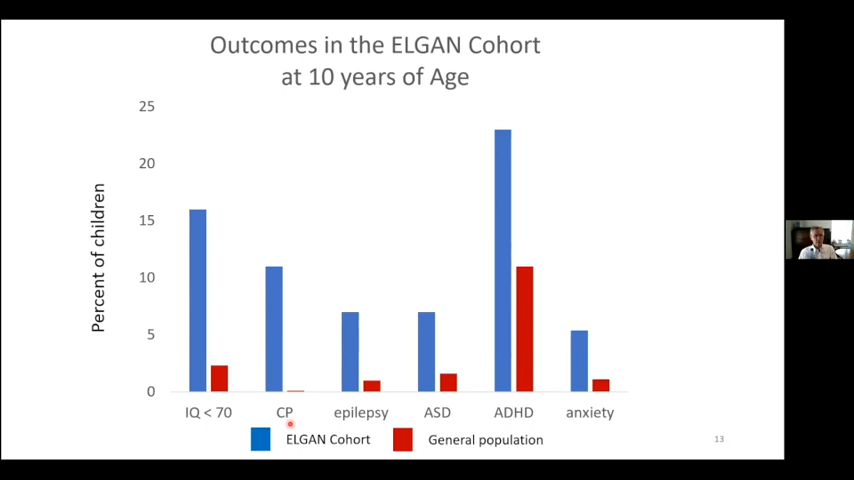 Outcomes in the ELGAN Cohort
at 10 years of Age
Percent of children
25
20
15
10
5
0
IQ < 70 CP epilepsy ASD ADHD anxiety
ELGAN Cohort General population
13